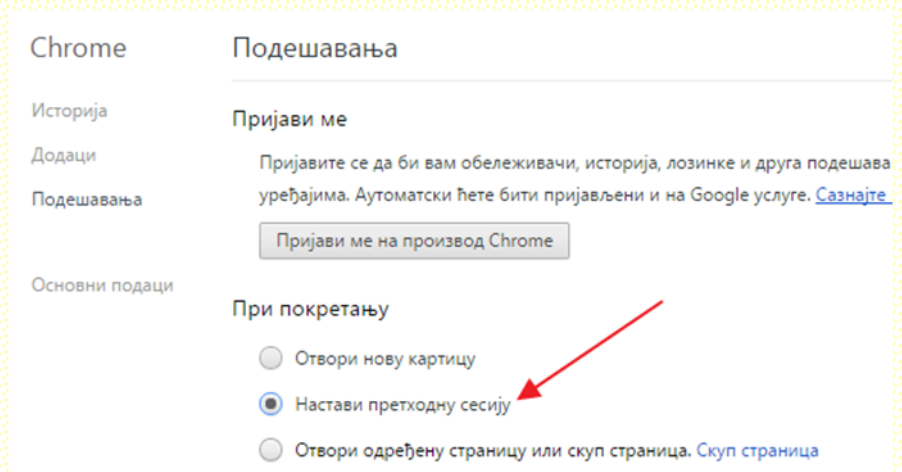 Chrome
Историја
Додаци
Подешавања
Основни подаци
Подешавања
Пријави ме
Пријавите се да би вам обележивачи, историја, лозинке и друга подешава
уређајима. Аутоматски ћете бити пријављени и на Google услуге. Сазнајте
Пријави ме на производ Chrome
При покретању
Отвори нову картицу
Настави претходну сесију
Отвори одређену страницу или скуп страница. Скуп страница